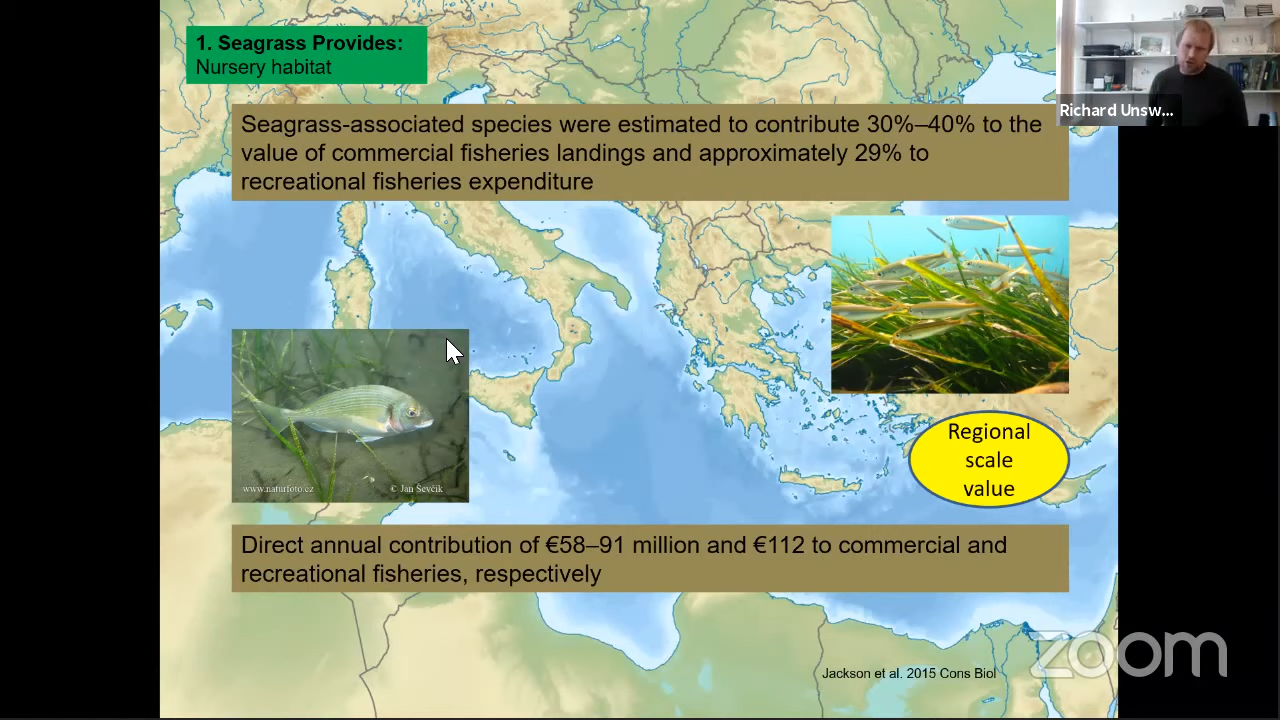 1. Seagrass Provides:
Nursery habitat
Richard Unsw...
Seagrass-associated species were estimated to contribute 30%–40% to the
value of commercial fisheries landings and approximately 29% to
recreational fisheries expenditure
www.naturfoto.cz
© Jan Ševčík
Regional
scale
value
Direct annual contribution of €58–91 million and €112 to commercial and
recreational fisheries, respectively
Jackson et al. 2015 Cons Biol
zoom